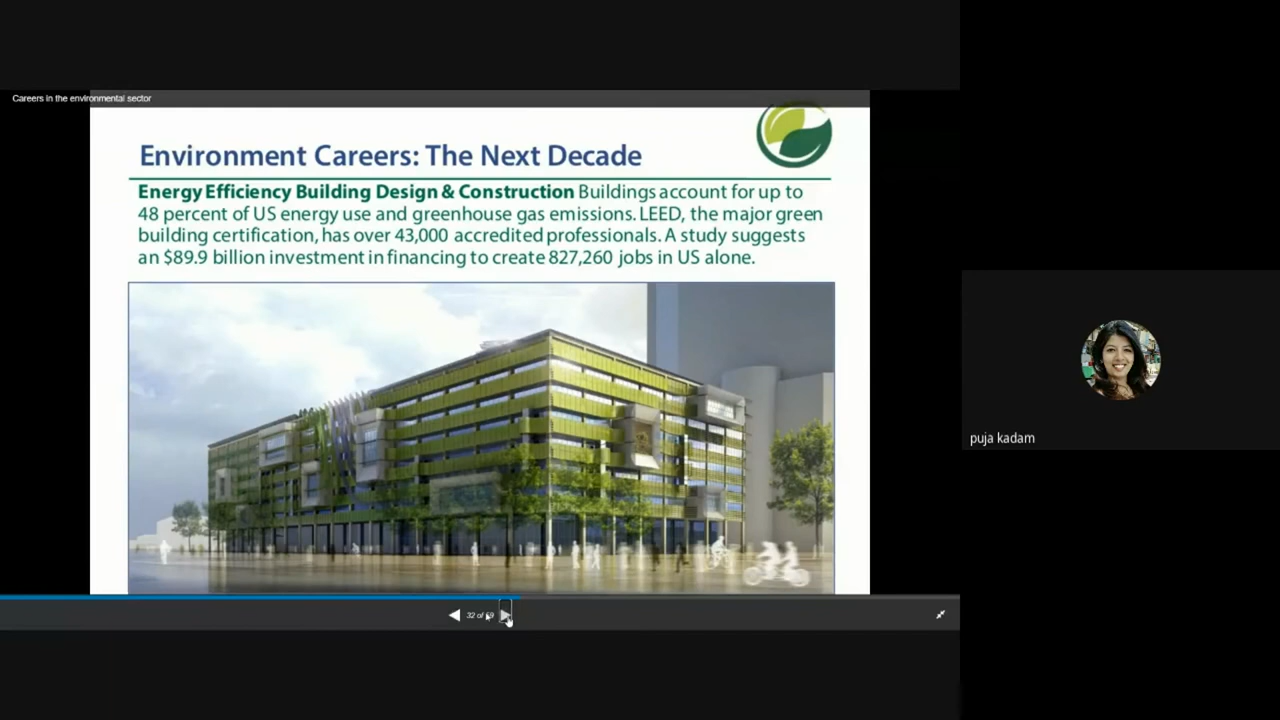 Careers in the environmental sector
Environment Careers: The Next Decade
Energy Efficiency Building Design & Construction Buildings account for up to
48 percent of US energy use and greenhouse gas emissions. LEED, the major green
building certification, has over 43,000 accredited professionals. A study suggests
an $89.9 billion investment in financing to create 827,260 jobs in US alone.
puja kadam
32 of